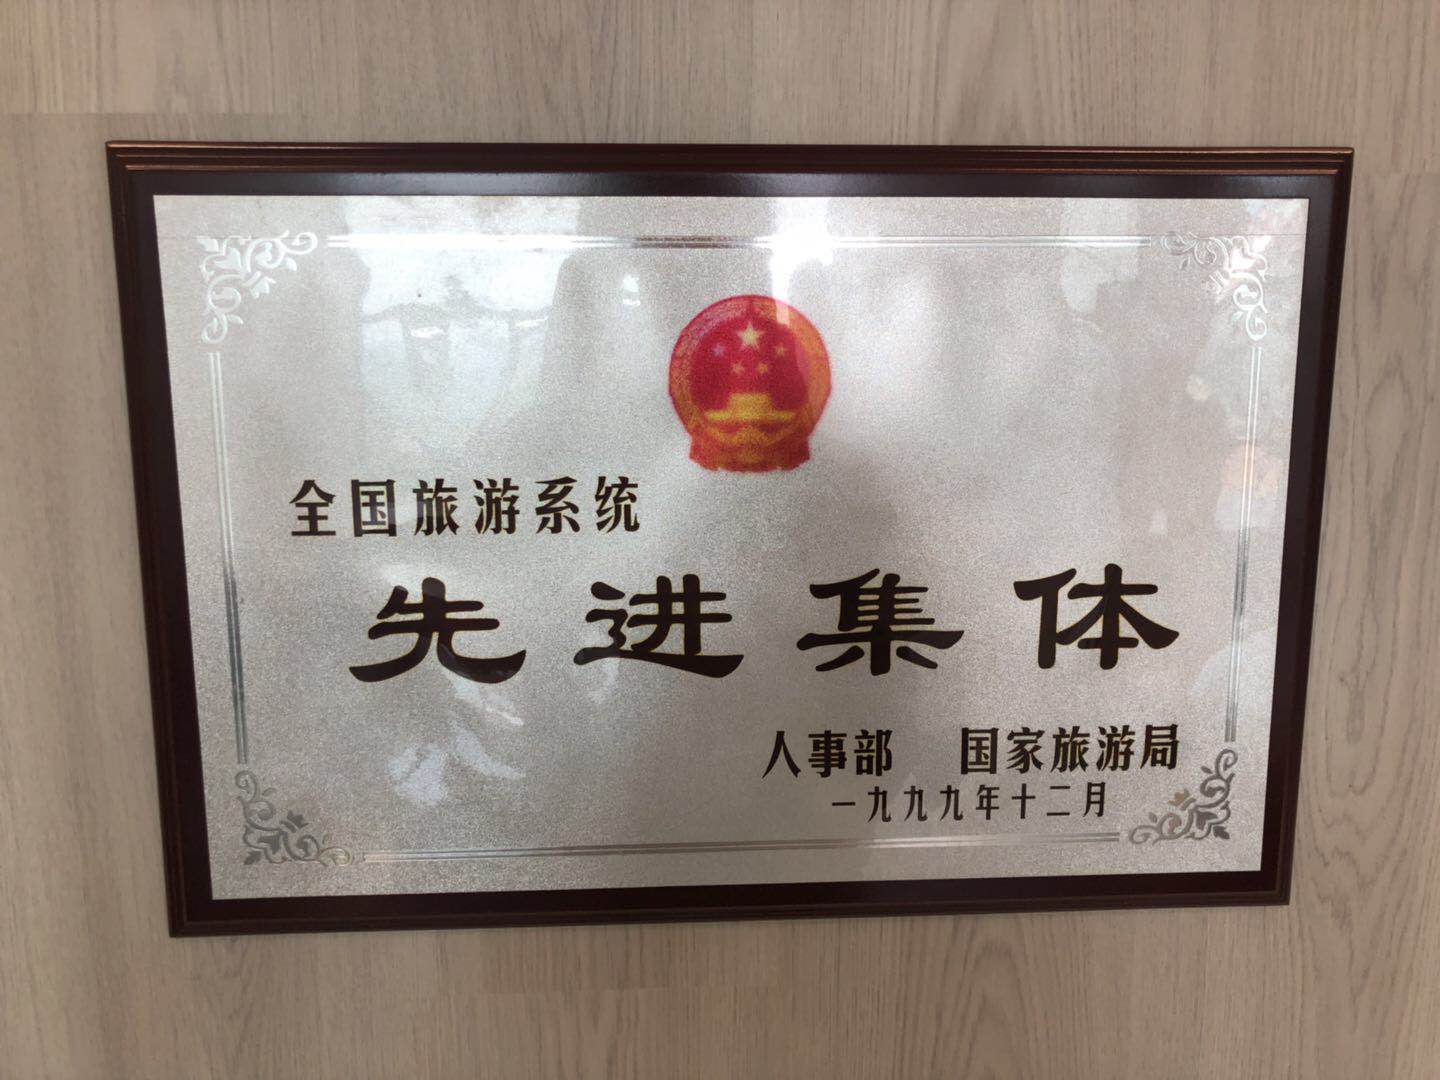 全国旅游系统
先进集体
人事部 国家旅游局
一九九九年十二月